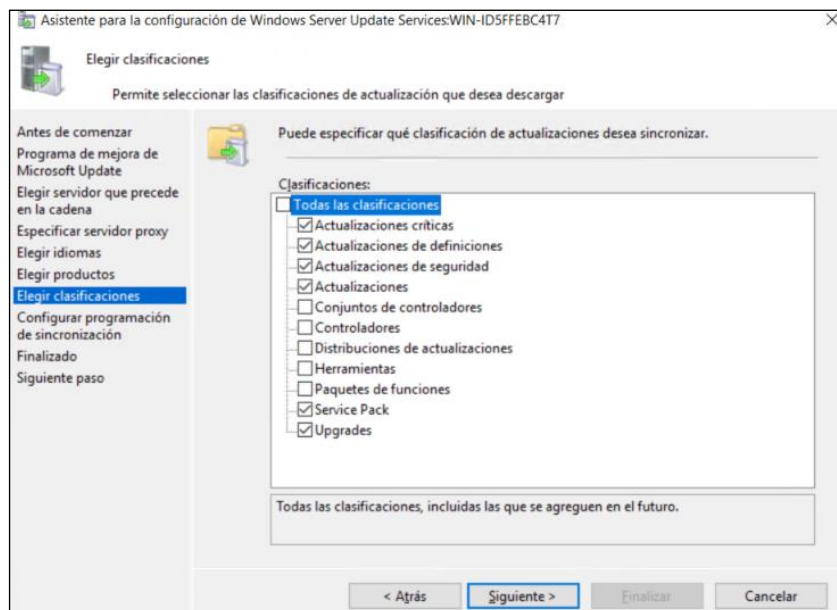 Asistente para la configuración de Windows Server Update Services:WIN-ID5FFEBC4T7
Elegir clasificaciones
Permite seleccionar las clasificaciones de actualización que desea descargar
Antes de comenzar
Programa de mejora de
Microsoft Update
Elegir servidor que precede
en la cadena
Especificar servidor proxy
Elegir idiomas
Elegir productos
Elegir clasificaciones
Configurar programación
de sincronización
Finalizado
Siguiente paso
Puede especificar qué clasificación de actualizaciones desea sincronizar.
Clasificaciones:
Todas las clasificaciones
Actualizaciones críticas
Actualizaciones de definiciones
Actualizaciones de seguridad
Actualizaciones
Conjuntos de controladores
Controladores
Distribuciones de actualizaciones
Herramientas
Paquetes de funciones
Service Pack
Upgrades
Todas las clasificaciones, incluidas las que se agreguen en el futuro.
< Atrás
Siguiente >
Finalizar
Cancelar